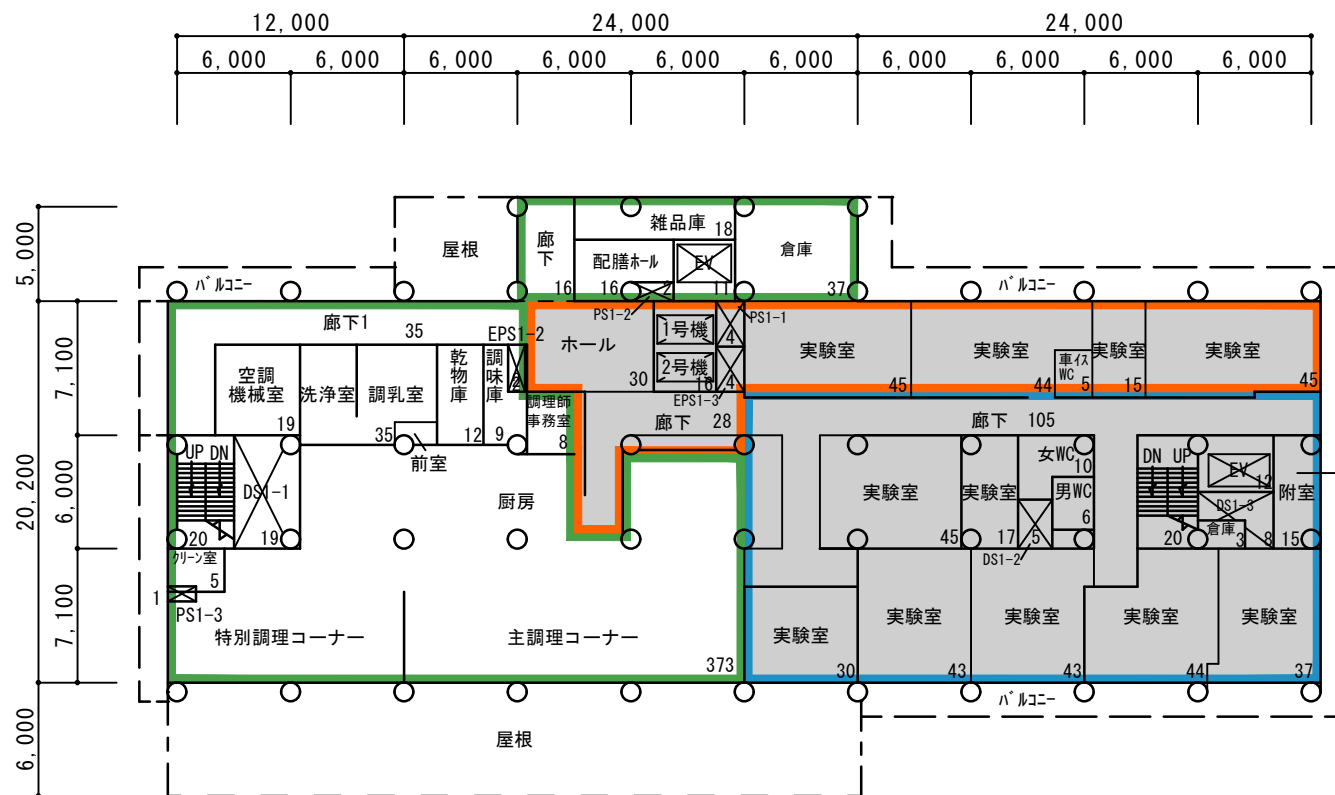 12,000
24,000
24,000
6,000
6,000
6,000
6,000
6,000
6,000
6,000
6,000
6,000
6,000
5,000
7,100
20,200
6,000
7,100
6,000
屋根
廊下
16
雑品庫
18
配膳ホール
16
2
EV
11
倉庫
37
バルコニー
バルコニー
PS1-2
PS1-1
廊下1
35
EPS1-2
2
ホール
30
1号機
2号機
18
4
4
EPS1-3
実験室
45
実験室
44
車イス
WC
5
実験室
15
実験室
45
空調
機械室
19
洗浄室
調乳室
35
前室
乾物庫
12
調味庫
9
調理師
事務室
8
廊下
28
廊下
105
UP
DN
20
DS1-1
19
厨房
実験室
45
実験室
17
女WC
10
男WC
6
5
DS1-2
DN
UP
20
EV
12
DS1-3
倉庫
3
8
附室
15
クリーン室
5
1
PS1-3
特別調理コーナー
主調理コーナー
373
実験室
30
実験室
43
実験室
43
実験室
44
実験室
37
バルコニー
屋根